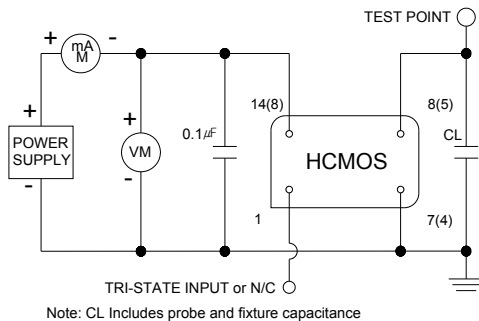 TEST POINT
+
mA
M
-
+
14(8)
8(5)
+
POWER
SUPPLY
-
VM
-
0.1μF
HCMOS
CL
1
7(4)
TRI-STATE INPUT or N/C
Note: CL Includes probe and fixture capacitance